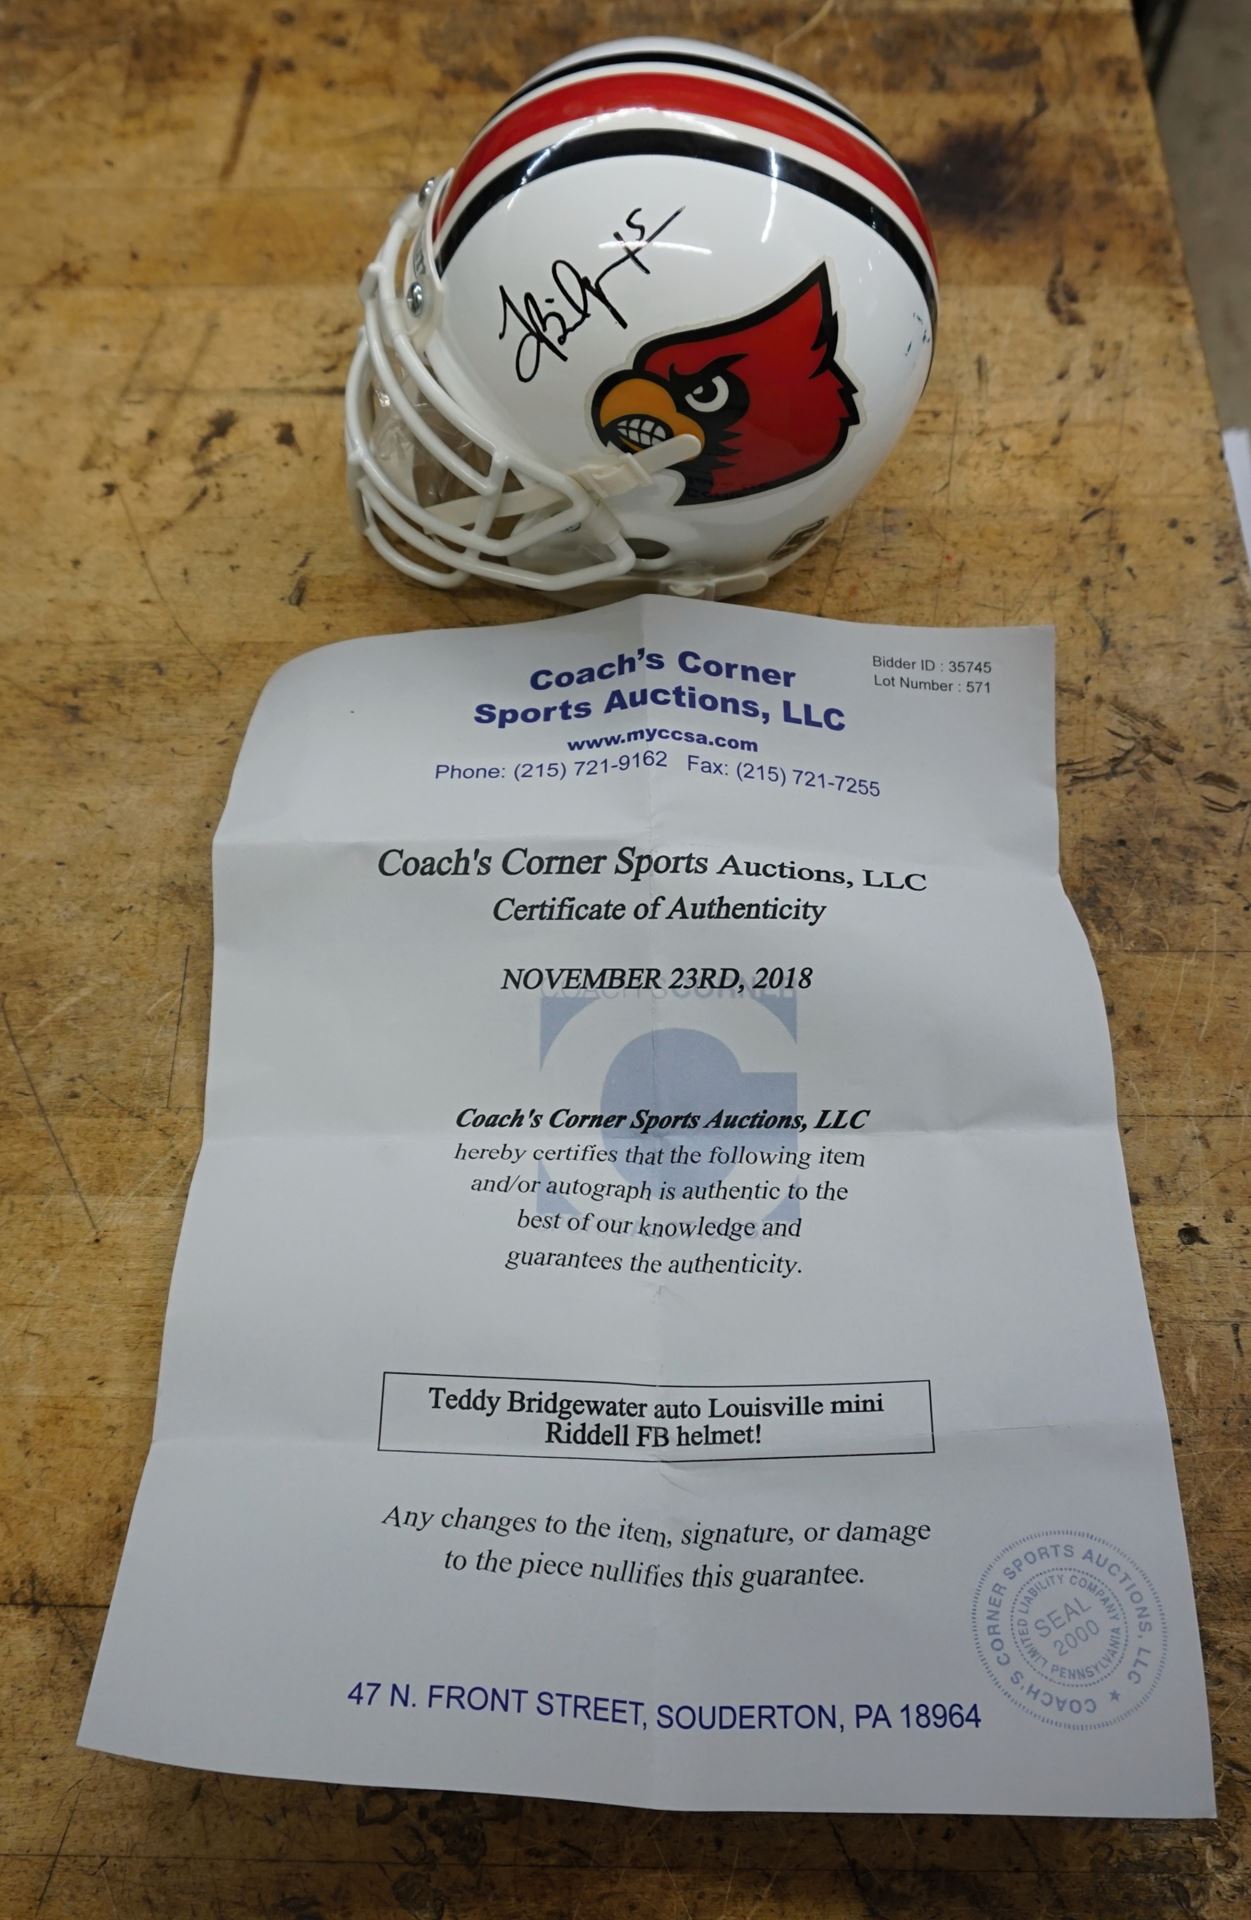 Coach's Corner
Sports Auctions, LLC
www.myccsa.com
Phone: (215) 721-9162 Fax: (215) 721-7255
Bidder ID : 35745
Lot Number : 571
Coach's Corner Sports Auctions, LLC
Certificate of Authenticity
NOVEMBER 23RD, 2018
COACH'S CORNER
Coach's Corner Sports Auctions, LLC
hereby certifies that the following item
and/or autograph is authentic to the
best of our knowledge and
guarantees the authenticity.
Teddy Bridgewater auto Louisville mini
Riddell FB helmet!
Any changes to the item, signature, or damage
to the piece nullifies this guarantee.
COACH'S CORNER SPORTS AUCTIONS, LLC
LIMITED LIABILITY COMPANY
SEAL
2000
PENNSYLVANIA
47 N. FRONT STREET, SOUDERTON, PA 18964